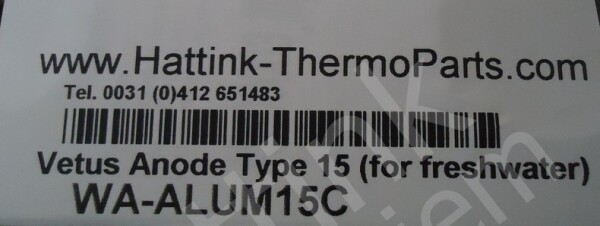 www.Hattink-ThermoParts.com
Tel. 0031 (0)412 651483
Vetus Anode Type 15 (for freshwater)
WA-ALUM15C